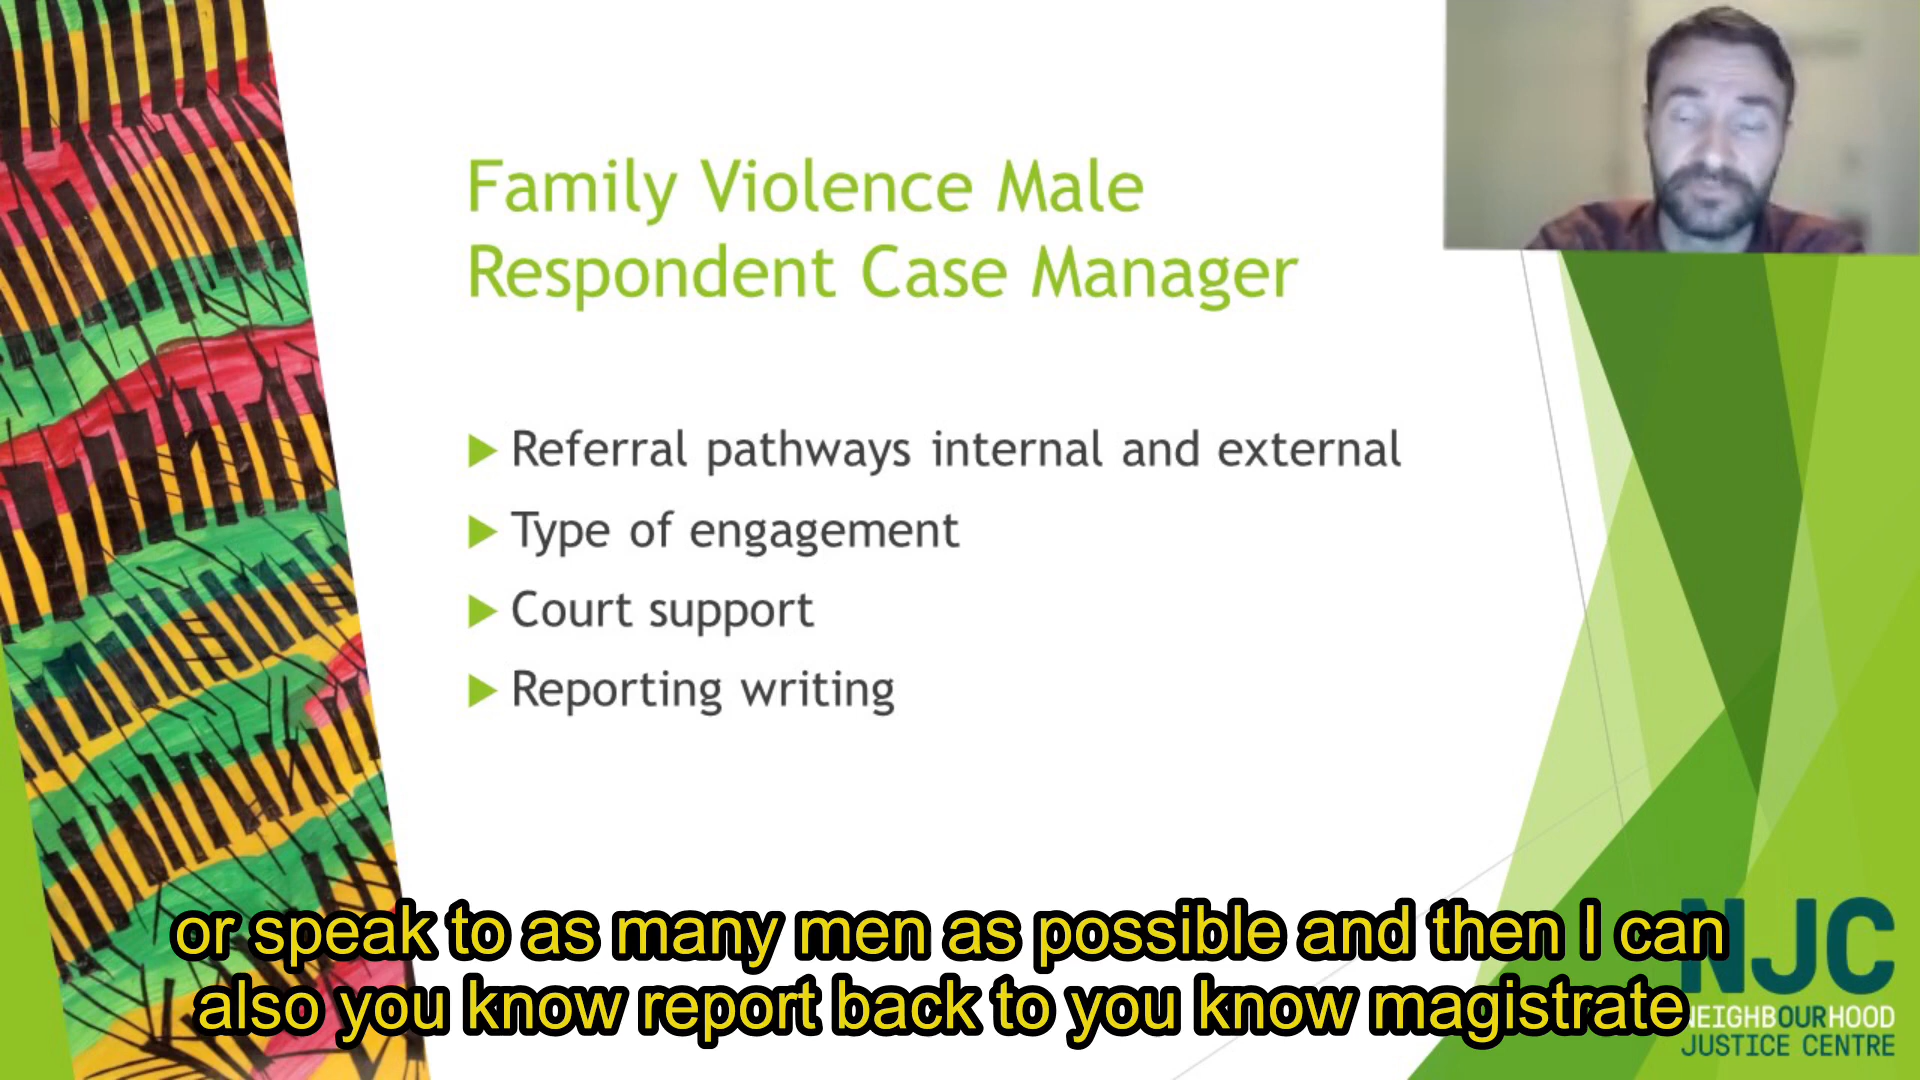 Family Violence Male
Respondent Case Manager
Referral pathways internal and external
Type of engagement
Court support
Reporting writing
or speak to as many men as possible and then I can
also you know report back to you know magistrate
NJC
NEIGHBOURHOOD
JUSTICE CENTRE